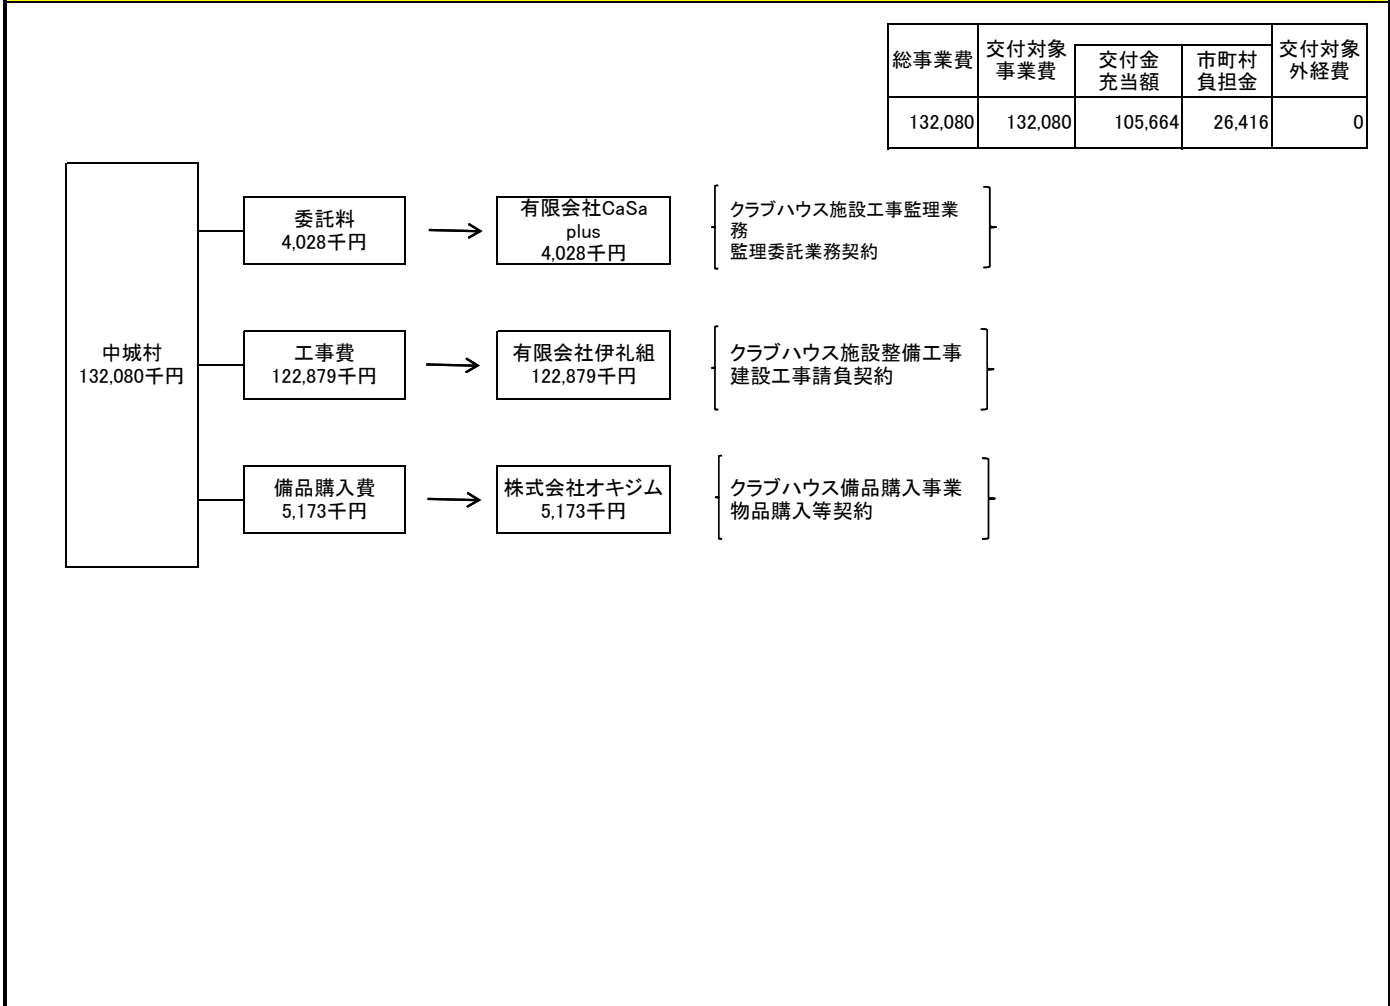 総事業費
交付対象
事業費
交付金
充当額
市町村
負担金
交付対象
外経費
132,080
132,080
105,664
26,416
0
中城村
132,080千円
委託料
4,028千円
有限会社CaSa
plus
4,028千円
クラブハウス施設工事監理業
務
監理委託業務契約
工事費
122,879千円
有限会社伊礼組
122,879千円
クラブハウス施設整備工事
建設工事請負契約
備品購入費
5,173千円
株式会社オキジム
5,173千円
クラブハウス備品購入事業
物品購入等契約